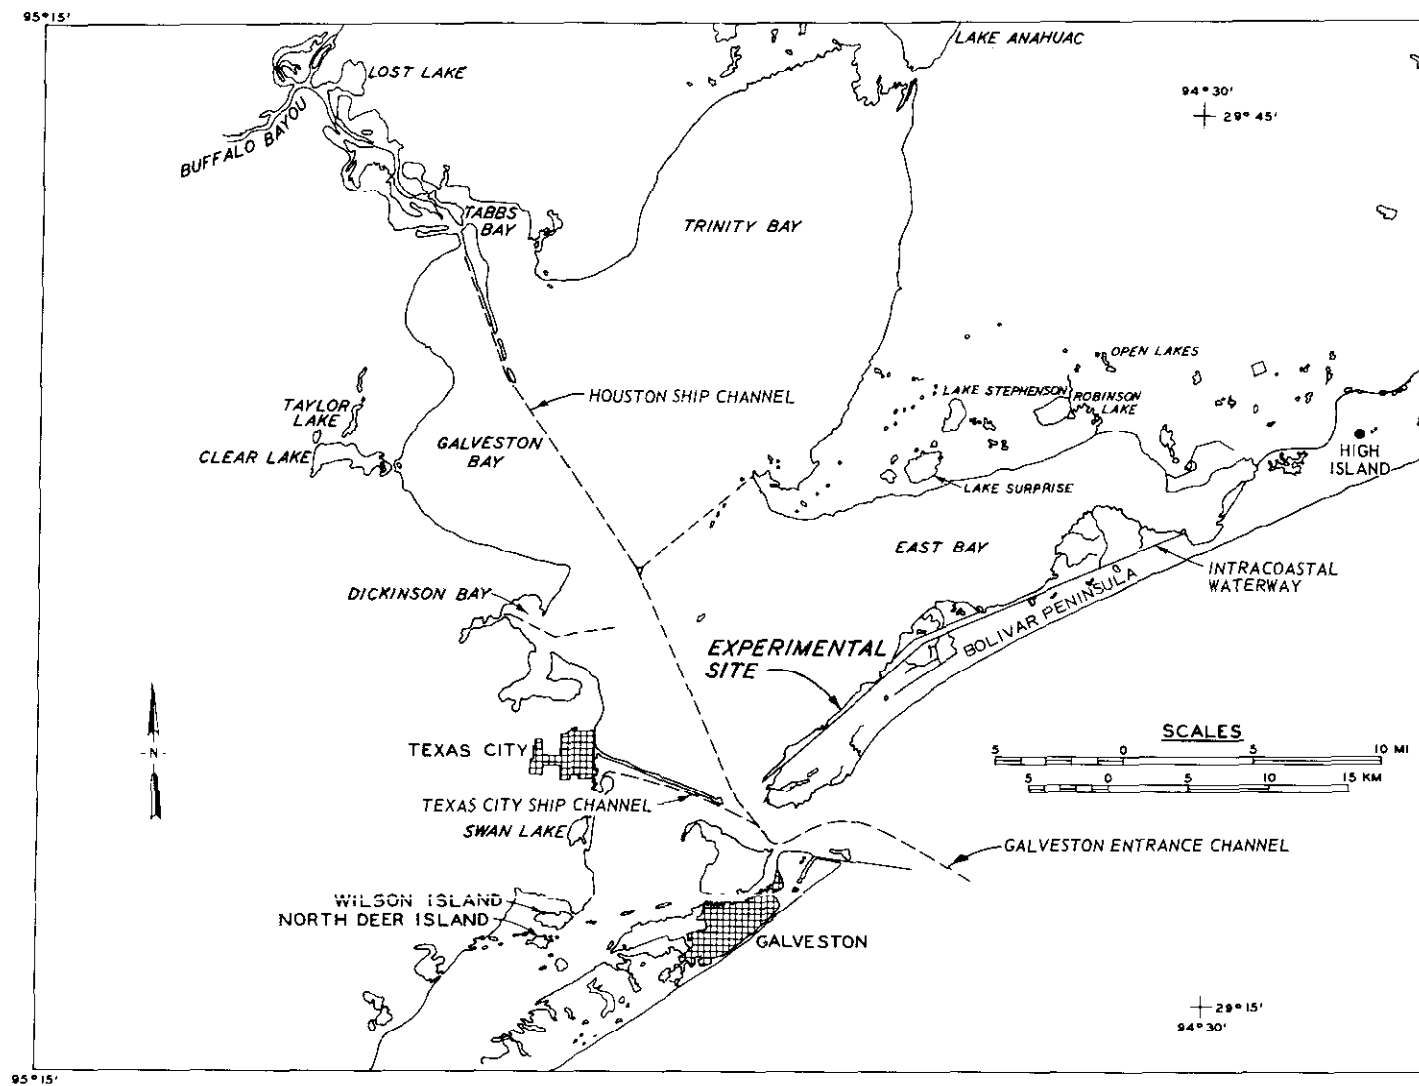 95°15'
LAKE ANAHUAC
LOST LAKE
94°30'
29°45'
BUFFALO BAYOU
TABBS
BAY
TRINITY BAY
OPEN LAKES
HOUSTON SHIP CHANNEL
LAKE STEPHENSON
ROBINSON
LAKE
TAYLOR
LAKE
CLEAR LAKE
GALVESTON
BAY
HIGH
ISLAND
LAKE SURPRISE
EAST BAY
INTRACOASTAL
WATERWAY
DICKINSON BAY
BOLIVAR PENINSULA
EXPERIMENTAL
SITE
N
TEXAS CITY
SCALES
5 0 5 10 MI
5 0 5 10 15 KM
TEXAS CITY SHIP CHANNEL
SWAN LAKE
GALVESTON ENTRANCE CHANNEL
WILSON ISLAND
NORTH DEER ISLAND
GALVESTON
29°15'
94°30'
95°15'